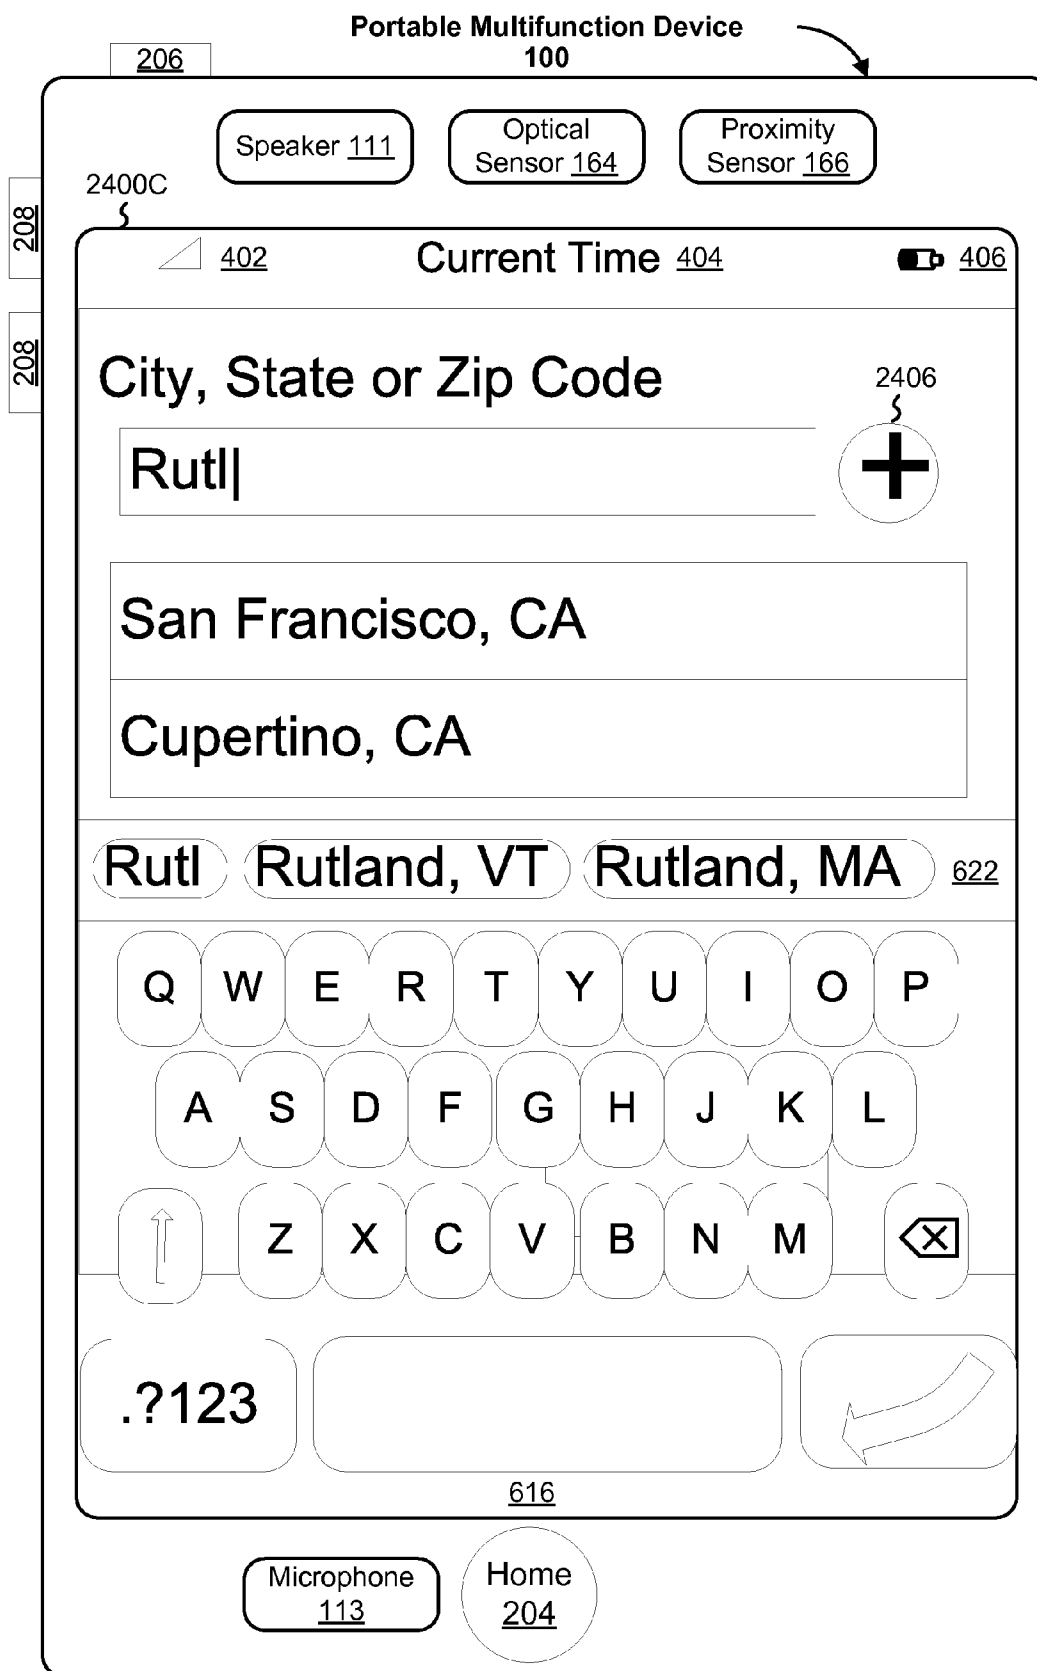 Portable Multifunction Device
100
206
Speaker 111
Optical
Sensor 164
Proximity
Sensor 166
2400C
208
208
402
Current Time 404
406
City, State or Zip Code
2406
Rutl
San Francisco, CA
Cupertino, CA
Rutl Rutland, VT Rutland, MA 622
Q W E R T Y U I O P
A S D F G H J K L
Z X C V B N M
.?123
616
Microphone
113
Home
204